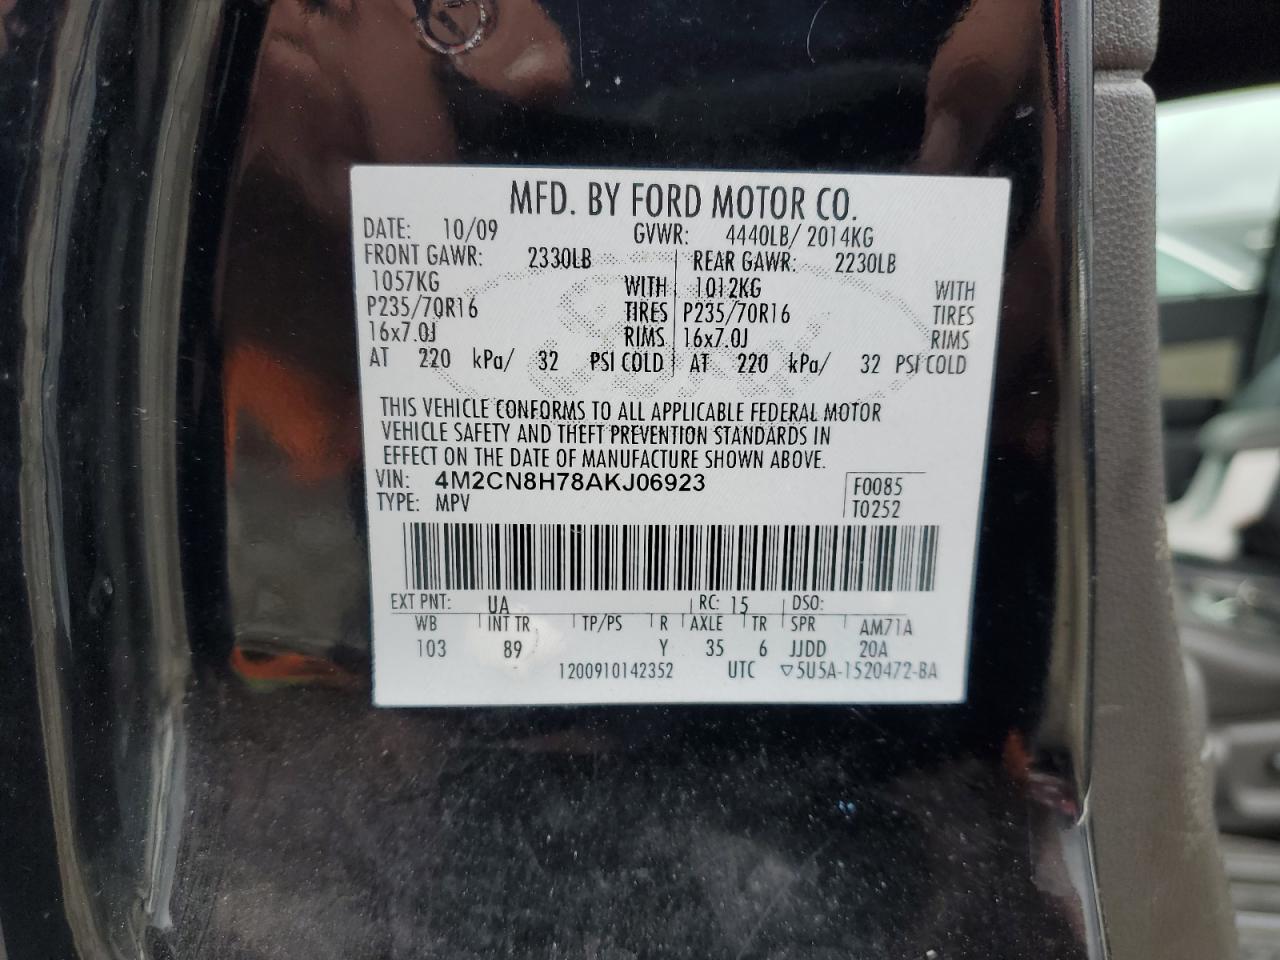 MFD. BY FORD MOTOR CO.
DATE: 10/09 GVWR: 4440LB/ 2014KG
FRONT GAWR: 2330LB REAR GAWR: 2230LB
1057KG WITH 1012KG WITH
P235/70R16 TIRES P235/70R16 TIRES
16x7.0J RIMS 16x7.0J RIMS
AT 220 kPa/ 32 PSI COLD AT 220 kPa/ 32 PSI COLD
THIS VEHICLE CONFORMS TO ALL APPLICABLE FEDERAL MOTOR
VEHICLE SAFETY AND THEFT PREVENTION STANDARDS IN
EFFECT ON THE DATE OF MANUFACTURE SHOWN ABOVE.
VIN: 4M2CN8H78AKJ06923 F0085
TYPE: MPV T0252
EXT PNT: UA RC: 15 DSO:
WB INT TR TP/PS R AXLE TR SPR AM71A
103 89 Y 35 6 JJDD 20A
1200910142352 UTC ▽5U5A-1520472-BA